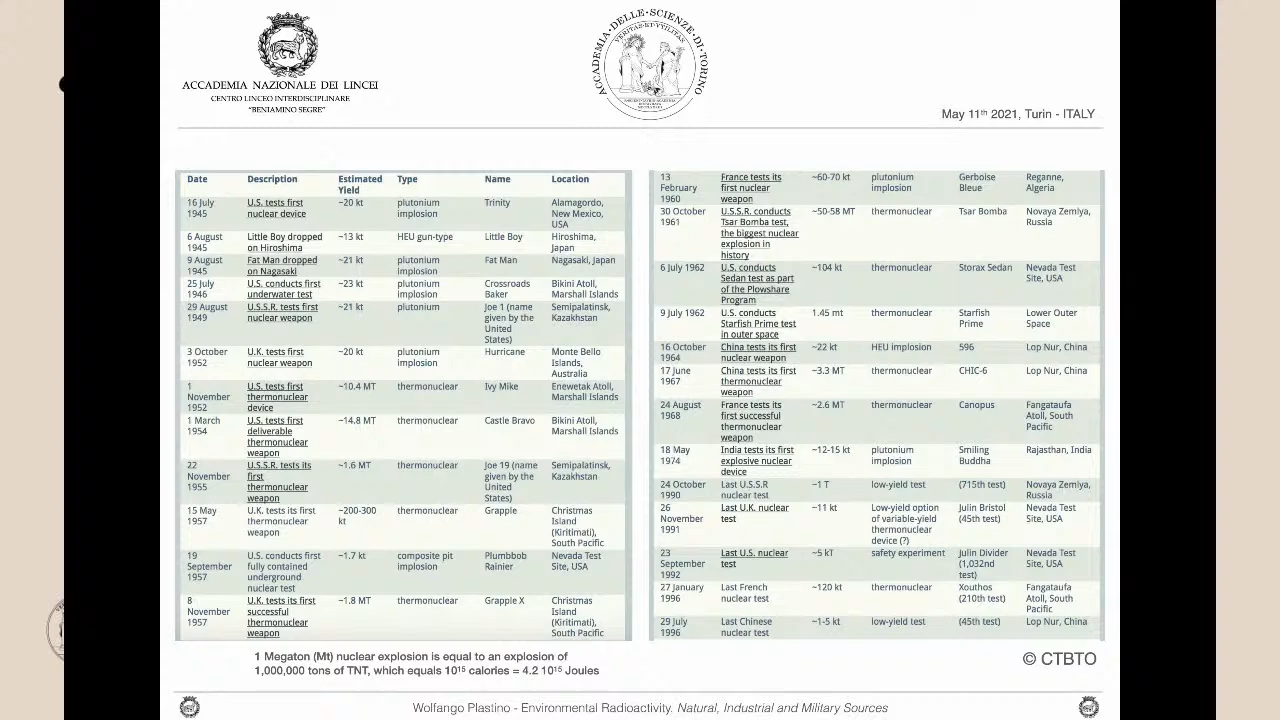 ACCADEMIA NAZIONALE DEI LINCEI
CENTRO LINCEO INTERDISCIPLINARE
"BENIAMINO SEGRE"
ACCADEMIA·DELLE·SCIENZE·DI·TORINO
VERITAS·ET·VTILITAS
May 11th 2021, Turin - ITALY
Date Description Estimated Yield Type Name Location
16 July 1945 U.S. tests first nuclear device ~20 kt plutonium implosion Trinity Alamagordo, New Mexico, USA
6 August 1945 Little Boy dropped on Hiroshima ~13 kt HEU gun-type Little Boy Hiroshima, Japan
9 August 1945 Fat Man dropped on Nagasaki ~21 kt plutonium implosion Fat Man Nagasaki, Japan
25 July 1946 U.S. conducts first underwater test ~23 kt plutonium implosion Crossroads Baker Bikini Atoll, Marshall Islands
29 August 1949 U.S.S.R. tests first nuclear weapon ~21 kt plutonium Joe 1 (name given by the United States) Semipalatinsk, Kazakhstan
3 October 1952 U.K. tests first nuclear weapon ~20 kt plutonium implosion Hurricane Monte Bello Islands, Australia
1 November 1952 U.S. tests first thermonuclear device ~10.4 MT thermonuclear Ivy Mike Enewetak Atoll, Marshall Islands
1 March 1954 U.S. tests first deliverable thermonuclear weapon ~14.8 MT thermonuclear Castle Bravo Bikini Atoll, Marshall Islands
22 November 1955 U.S.S.R. tests its first thermonuclear weapon ~1.6 MT thermonuclear Joe 19 (name given by the United States) Semipalatinsk, Kazakhstan
15 May 1957 U.K. tests its first thermonuclear weapon ~200-300 kt thermonuclear Grapple Christmas Island (Kiritimati), South Pacific
19 September 1957 U.S. conducts first fully contained underground nuclear test ~1.7 kt composite pit implosion Plumbbob Rainier Nevada Test Site, USA
8 November 1957 U.K. tests its first successful thermonuclear weapon ~1.8 MT thermonuclear Grapple X Christmas Island (Kiritimati), South Pacific
13 February 1960 France tests its first nuclear weapon ~60-70 kt plutonium implosion Gerboise Bleue Reganne, Algeria
30 October 1961 U.S.S.R. conducts Tsar Bomba test, the biggest nuclear explosion in history ~50-58 MT thermonuclear Tsar Bomba Novaya Zemlya, Russia
6 July 1962 U.S. conducts Sedan test as part of the Plowshare Program ~104 kt thermonuclear Storax Sedan Nevada Test Site, USA
9 July 1962 U.S. conducts Starfish Prime test in outer space 1.45 mt thermonuclear Starfish Prime Lower Outer Space
16 October 1964 China tests its first nuclear weapon ~22 kt HEU implosion 596 Lop Nur, China
17 June 1967 China tests its first thermonuclear weapon ~3.3 MT thermonuclear CHIC-6 Lop Nur, China
24 August 1968 France tests its first successful thermonuclear weapon ~2.6 MT thermonuclear Canopus Fangataufa Atoll, South Pacific
18 May 1974 India tests its first explosive nuclear device ~12-15 kt plutonium implosion Smiling Buddha Rajasthan, India
24 October 1990 Last U.S.S.R nuclear test ~1 T low-yield test (715th test) Novaya Zemlya, Russia
26 November 1991 Last U.K. nuclear test ~11 kt Low-yield option of variable-yield thermonuclear device (?) Julin Bristol (45th test) Nevada Test Site, USA
23 September 1992 Last U.S. nuclear test ~5 kT safety experiment Julin Divider (1,032nd test) Nevada Test Site, USA
27 January 1996 Last French nuclear test ~120 kt thermonuclear Xouthos (210th test) Fangataufa Atoll, South Pacific
29 July 1996 Last Chinese nuclear test ~1-5 kt low-yield test (45th test) Lop Nur, China
1 Megaton (Mt) nuclear explosion is equal to an explosion of
1,000,000 tons of TNT, which equals 10¹⁵ calories = 4.2 10¹⁵ Joules
© CTBTO
Wolfango Plastino - Environmental Radioactivity. Natural, Industrial and Military Sources